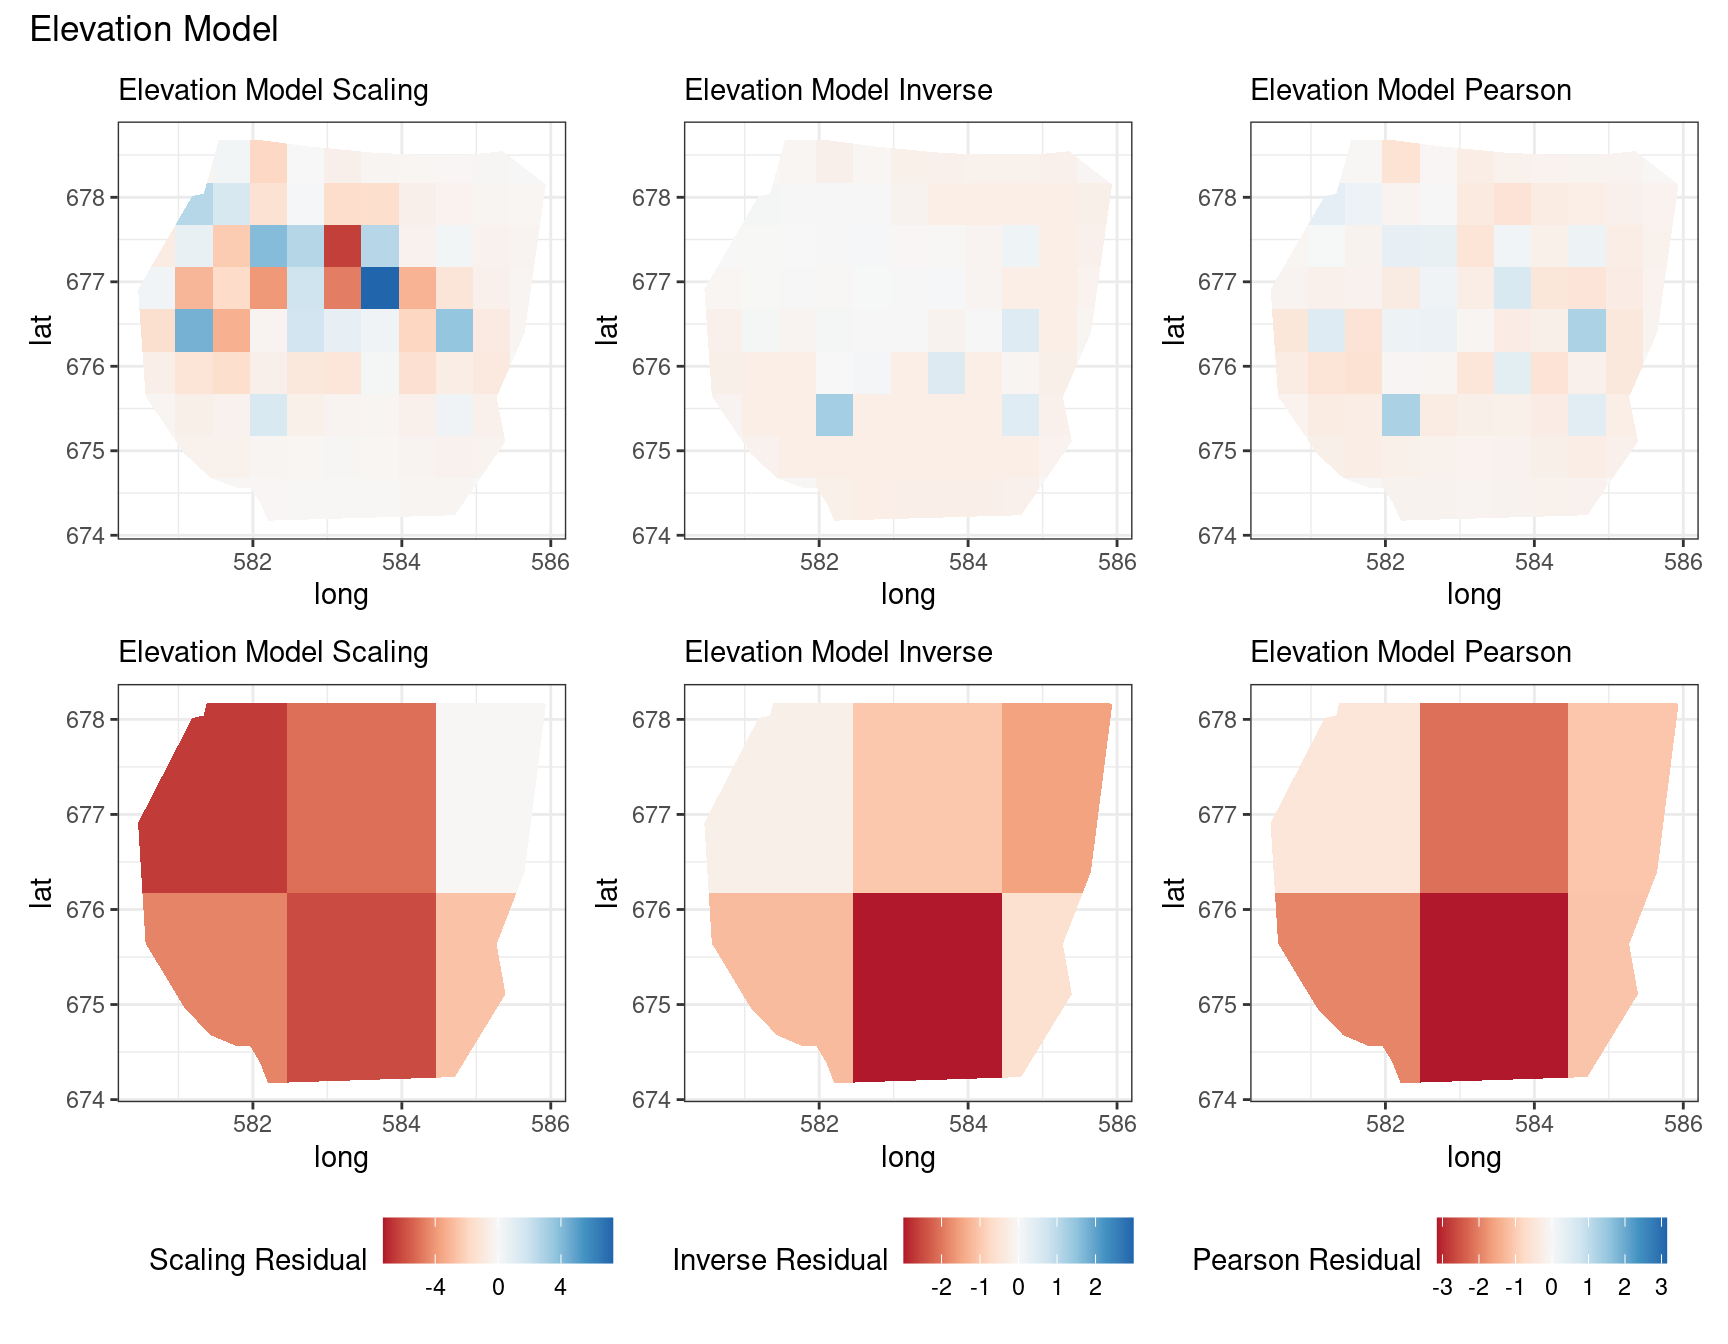 Elevation Model
Elevation Model Scaling
Elevation Model Inverse
Elevation Model Pearson
678
677
676
675
674
lat
582 584 586
long
678
677
676
675
674
lat
582 584 586
long
678
677
676
675
674
lat
582 584 586
long
Elevation Model Scaling
Elevation Model Inverse
Elevation Model Pearson
678
677
676
675
674
lat
582 584 586
long
678
677
676
675
674
lat
582 584 586
long
678
677
676
675
674
lat
582 584 586
long
Scaling Residual
-4 0 4
Inverse Residual
-2 -1 0 1 2
Pearson Residual
-3 -2 -1 0 1 2 3